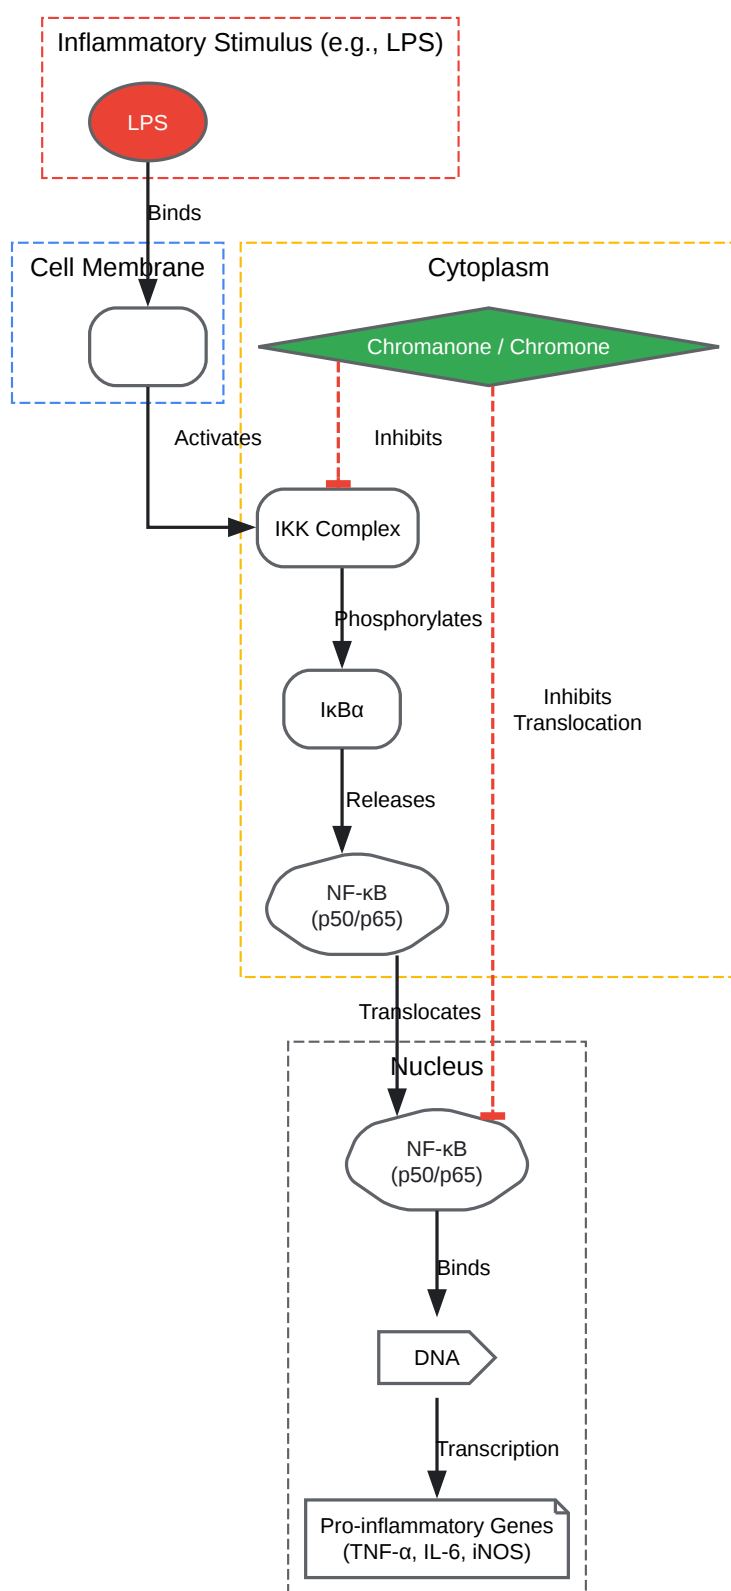 Inflammatory Stimulus (e.g., LPS)
LPS
Binds
Cell Membrane
Cytoplasm
Chromanone / Chromone
Activates
Inhibits
IKK Complex
Phosphorylates
IκBα
Inhibits
Translocation
Releases
NF-κB
(p50/p65)
Translocates
Nucleus
NF-κB
(p50/p65)
Binds
DNA
Transcription
Pro-inflammatory Genes
(TNF-α, IL-6, iNOS)